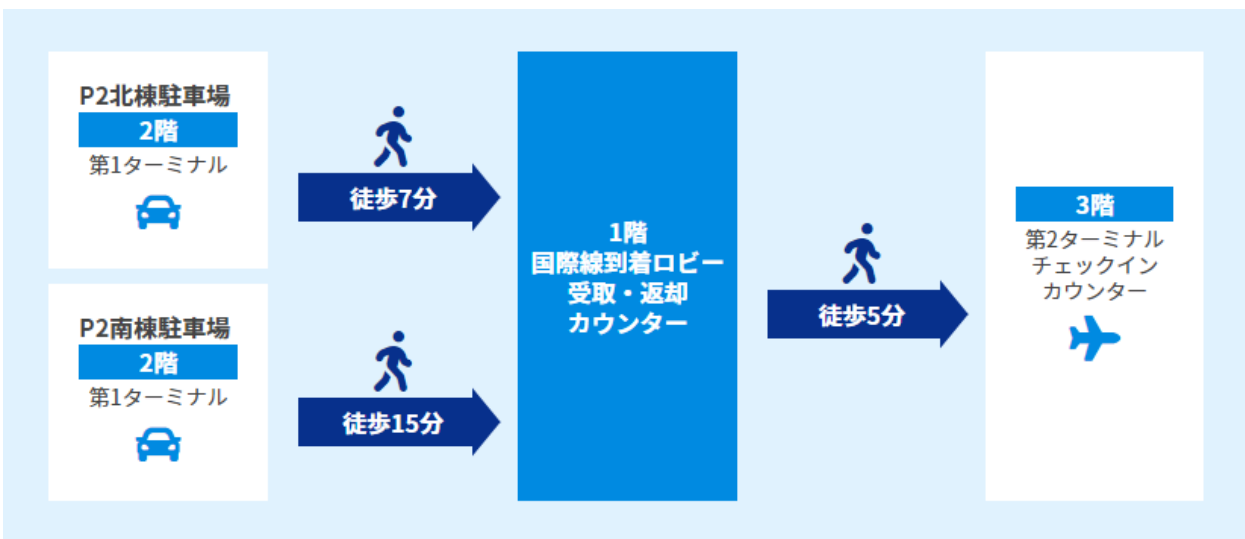 P2北棟駐車場
2階
第1ターミナル
徒歩7分
P2南棟駐車場
2階
第1ターミナル
徒歩15分
1階
国際線到着ロビー
受取・返却
カウンター
徒歩5分
3階
第2ターミナル
チェックイン
カウンター